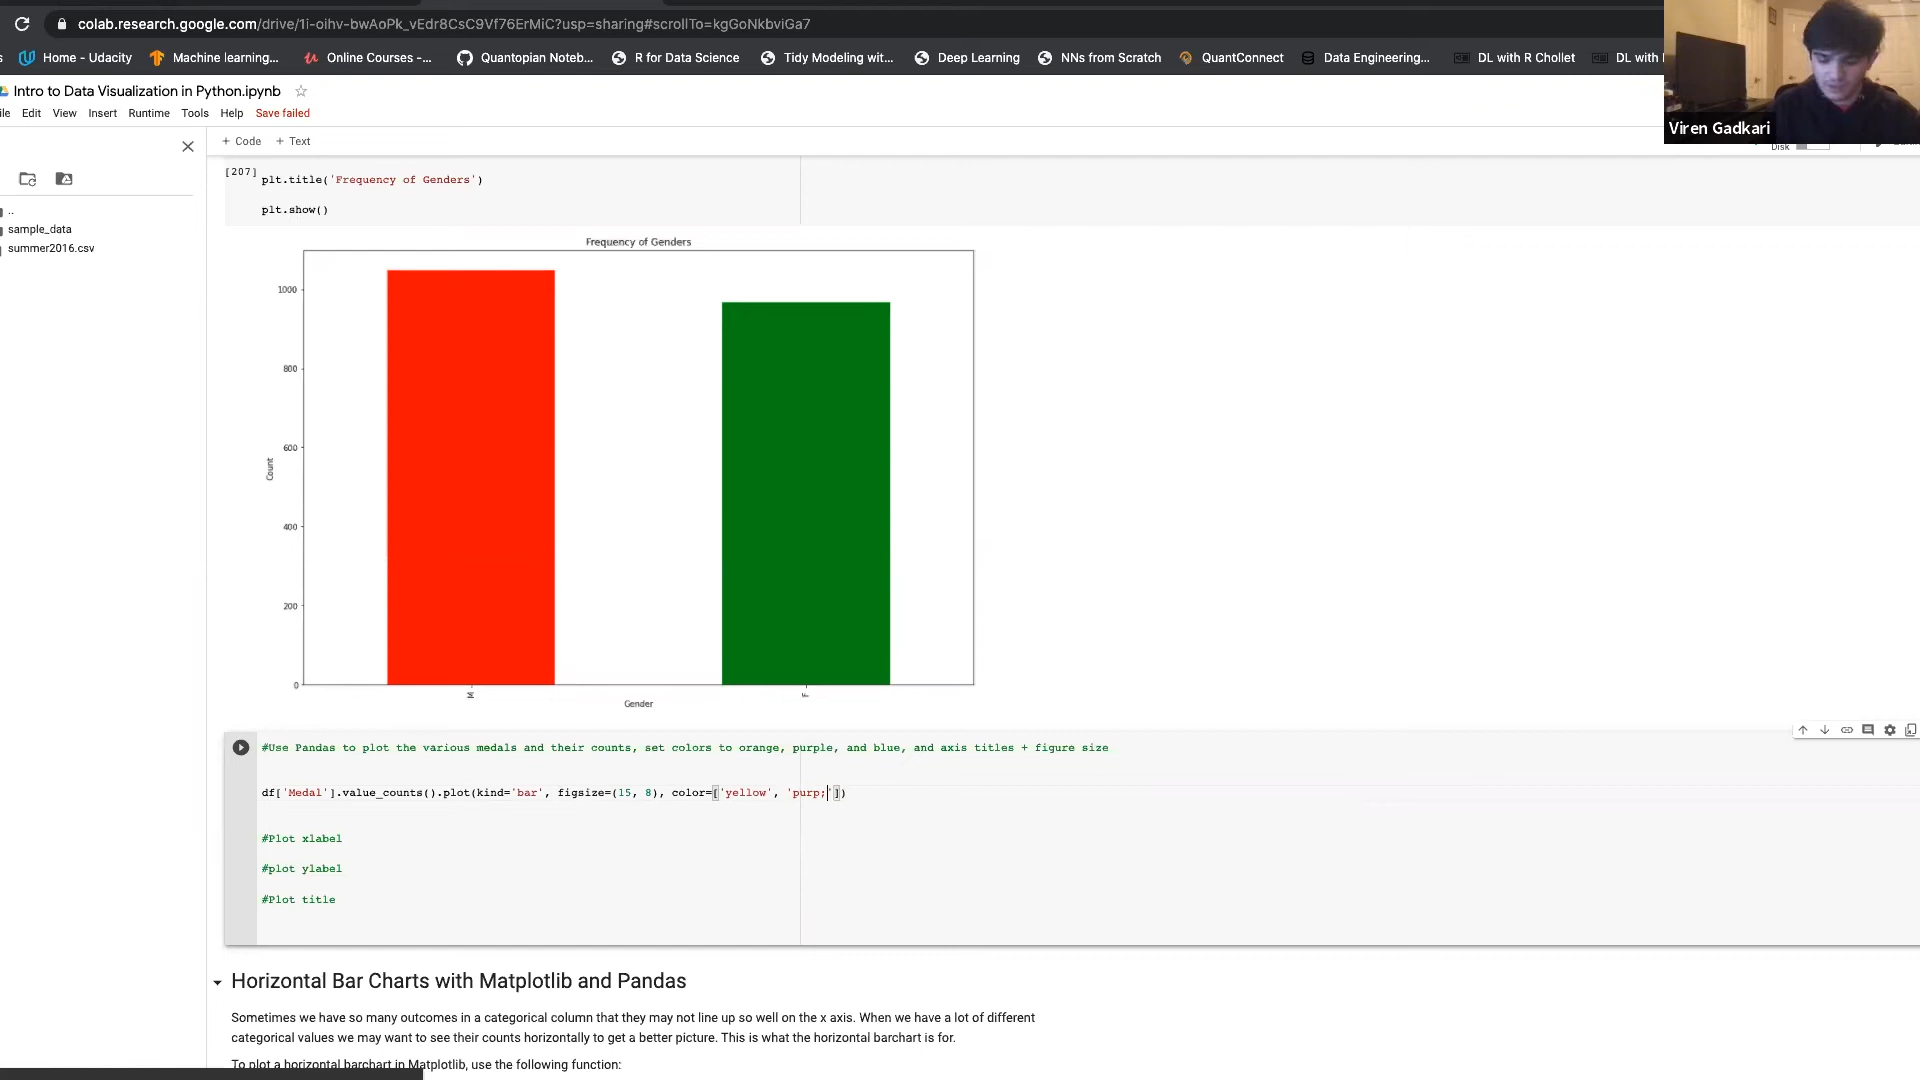 colab.research.google.com/drive/1i-oihv-bwAoPk_vEdr8CsC9Vf76ErMiC?usp=sharing#scrollTo=kgGoNkbviGa7
s Home - Udacity Machine learning... Online Courses -... Quantopian Noteb... R for Data Science Tidy Modeling wit... Deep Learning NNs from Scratch QuantConnect Data Engineering... DL with R Chollet DL with
Viren Gadkari
Intro to Data Visualization in Python.ipynb
ile Edit View Insert Runtime Tools Help Save failed
+ Code + Text
Disk
..
sample_data
summer2016.csv
[207] plt.title('Frequency of Genders')
plt.show()
Frequency of Genders
1000
800
600
400
200
0
Count
M F
Gender
#Use Pandas to plot the various medals and their counts, set colors to orange, purple, and blue, and axis titles + figure size
df['Medal'].value_counts().plot(kind='bar', figsize=(15, 8), color=['yellow', 'purp;'])
#Plot xlabel
#plot ylabel
#Plot title
Horizontal Bar Charts with Matplotlib and Pandas
Sometimes we have so many outcomes in a categorical column that they may not line up so well on the x axis. When we have a lot of different
categorical values we may want to see their counts horizontally to get a better picture. This is what the horizontal barchart is for.
To plot a horizontal barchart in Matplotlib, use the following function: